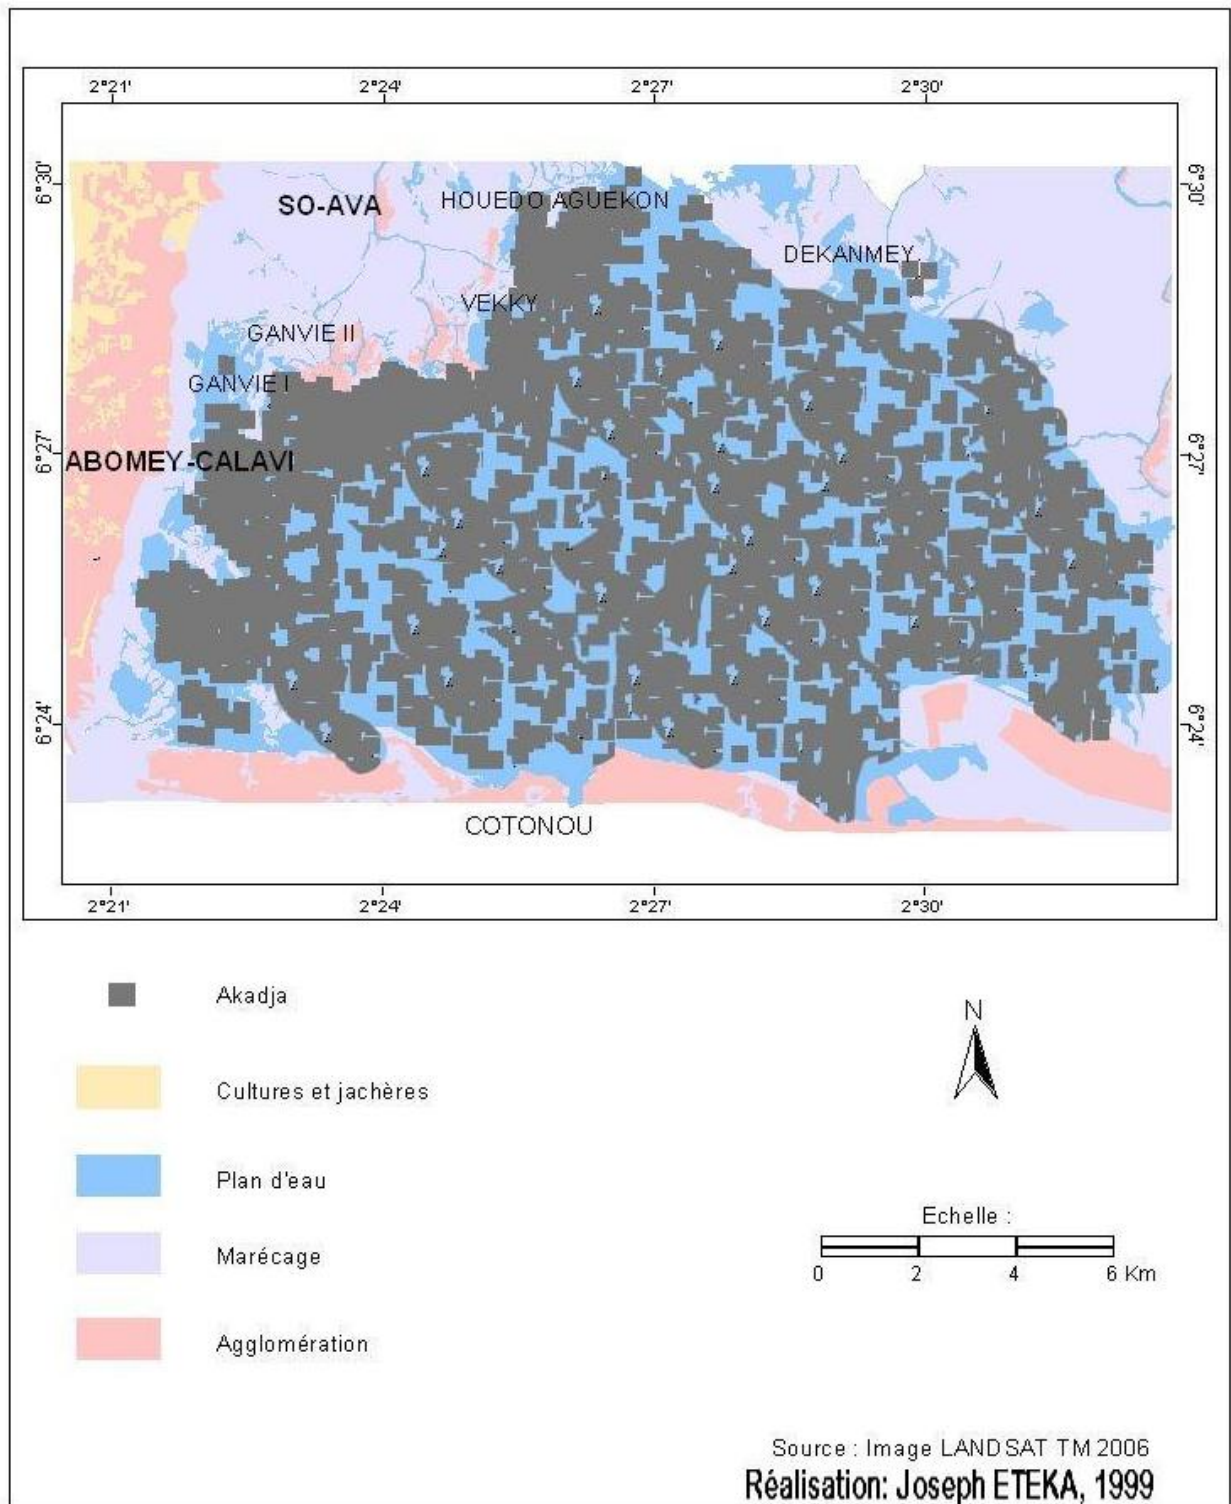 2°21' 2°24' 2°27' 2°30'
6°30' 6°30'
SO-AVA HOUEDO AGUEKON
DEKANMEY
VEKKY
GANVIE II
GANVIE I
6°27' 6°27'
ABOMEY-CALAVI
6°24' 6°24'
COTONOU
2°21' 2°24' 2°27' 2°30'
Akadja
N
Cultures et jachères
Plan d'eau
Echelle :
Marécage
0 2 4 6 Km
Agglomération
Source : Image LANDSAT TM 2006
Réalisation: Joseph ETEKA, 1999